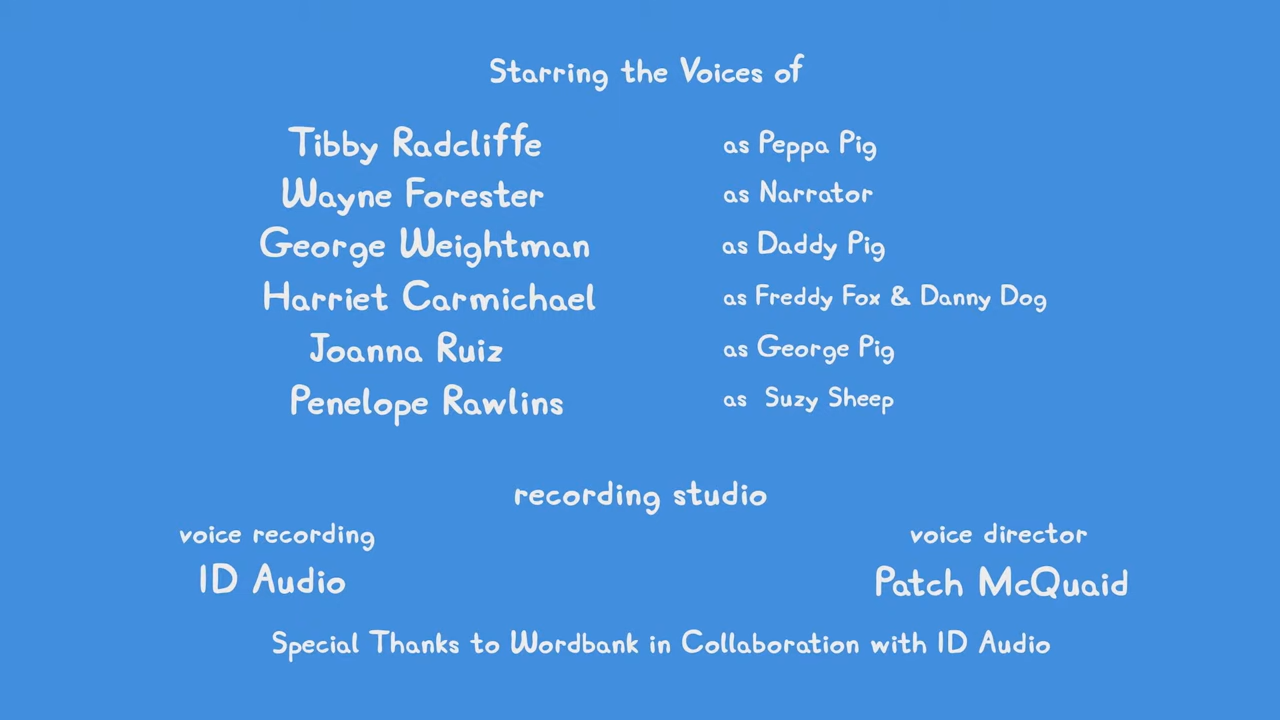 Starring the Voices of
Tibby Radcliffe as Peppa Pig
Wayne Forester as Narrator
George Weightman as Daddy Pig
Harriet Carmichael as Freddy Fox & Danny Dog
Joanna Ruiz as George Pig
Penelope Rawlins as Suzy Sheep
recording studio
voice recording voice director
ID Audio Patch McQuaid
Special Thanks to Wordbank in Collaboration with ID Audio